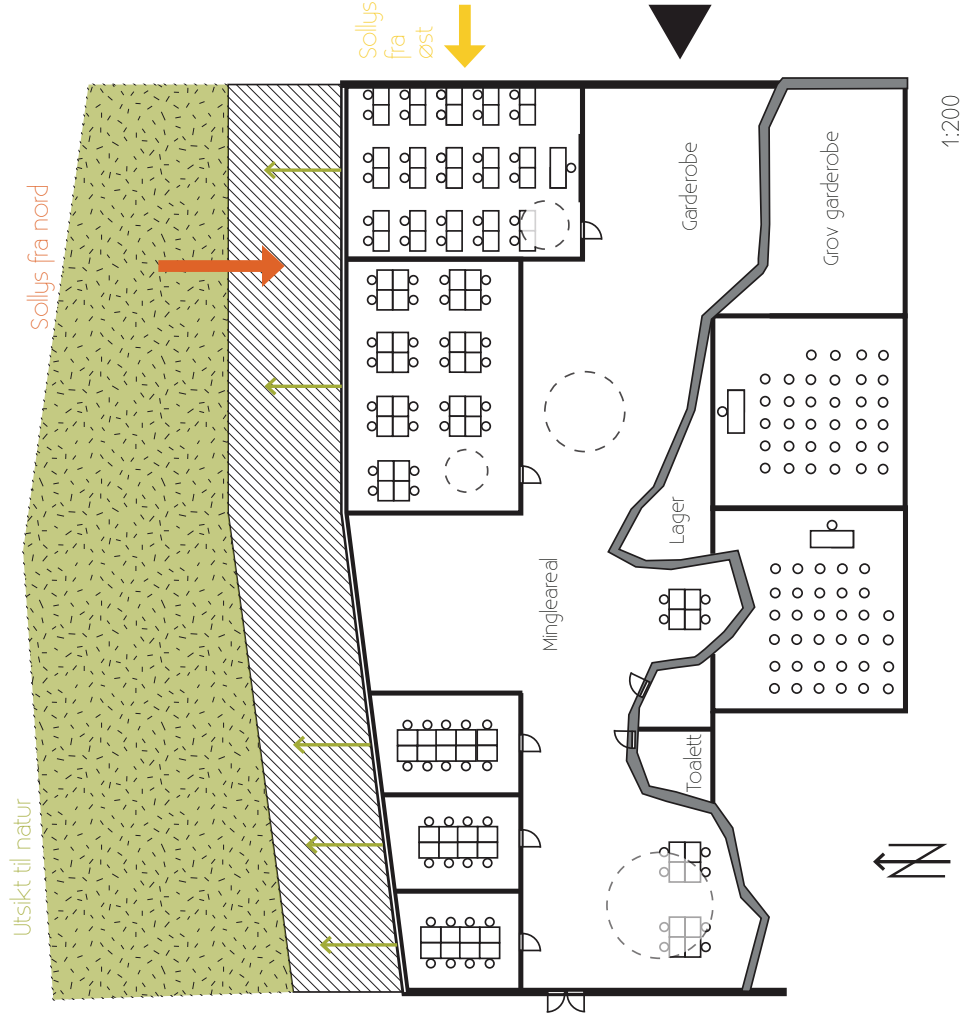 Sollys
fra
øst
Sollys fra nord
Utsikt til natur
Garderobe
Grov garderobe
Lager
Mingleareal
Toalett
N
1:200